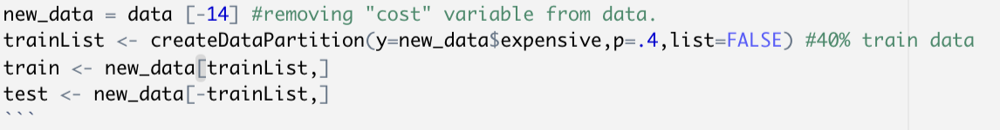 new_data = data [-14] #removing "cost" variable from data.
trainList <- createDataPartition(y=new_data$expensive,p=.4,list=FALSE) #40% train data
train <- new_data[trainList,]
test <- new_data[-trainList,]
```